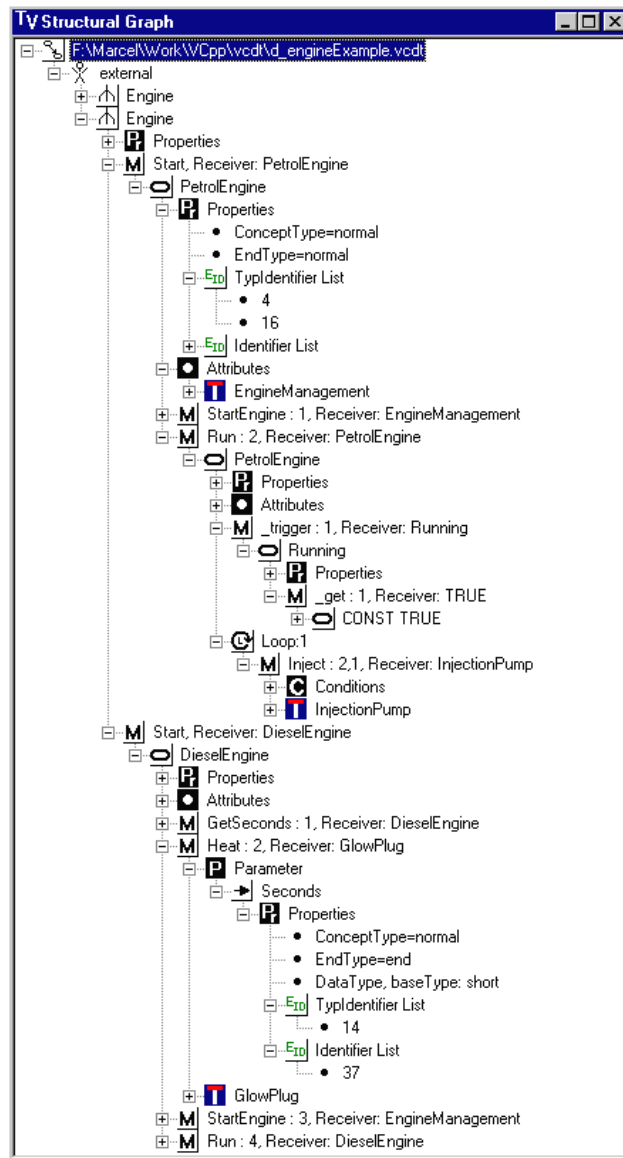 TV Structural Graph
F:\Marcel\Work\VCpp\vcdt\d_engineExample.vcdt
external
Engine
Engine
P Properties
M Start, Receiver: PetrolEngine
PetrolEngine
P Properties
ConceptType=normal
EndType=normal
EID TypIdentifier List
4
16
EID Identifier List
Attributes
T EngineManagement
M StartEngine : 1, Receiver: EngineManagement
M Run : 2, Receiver: PetrolEngine
PetrolEngine
P Properties
Attributes
M _trigger : 1, Receiver: Running
Running
P Properties
M _get : 1, Receiver: TRUE
CONST TRUE
L Loop:1
M Inject : 2,1, Receiver: InjectionPump
C Conditions
T InjectionPump
M Start, Receiver: DieselEngine
DieselEngine
P Properties
Attributes
M GetSeconds : 1, Receiver: DieselEngine
M Heat : 2, Receiver: GlowPlug
P Parameter
Seconds
P Properties
ConceptType=normal
EndType=end
DataType, baseType: short
EID TypIdentifier List
14
EID Identifier List
37
T GlowPlug
M StartEngine : 3, Receiver: EngineManagement
M Run : 4, Receiver: DieselEngine